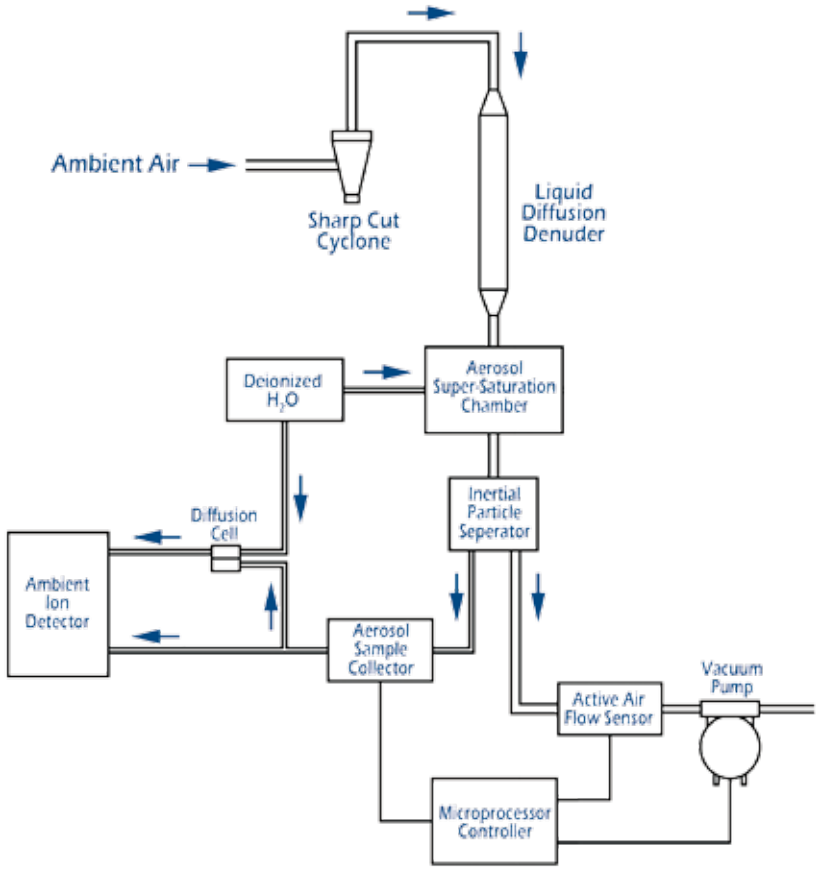 Ambient Air
Sharp Cut
Cyclone
Liquid
Diffusion
Denuder
Deionized
H₂O
Aerosol
Super-Saturation
Chamber
Inertial
Particle
Seperator
Diffusion
Cell
Ambient
Ion
Detector
Aerosol
Sample
Collector
Active Air
Flow Sensor
Vacuum
Pump
Microprocessor
Controller